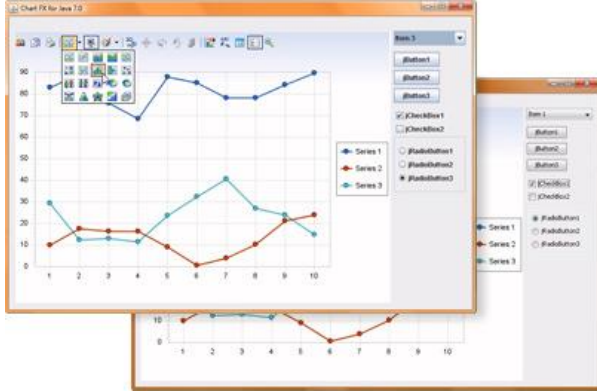 Chart FX for Java 7.0
Item 3
jButton1
jButton2
jButton3
jCheckBox1
jCheckBox2
jRadioButton1
jRadioButton2
jRadioButton3
90
80
70
60
50
40
30
20
10
0
1 2 3 4 5 6 7 8 9 10
Series 1
Series 2
Series 3
Item 1
jButton1
jButton2
jButton3
jCheckBox1
jCheckBox2
jRadioButton1
jRadioButton2
jRadioButton3
Series 1
Series 2
Series 3
10
0
1 2 3 4 5 6 7 8 9 10